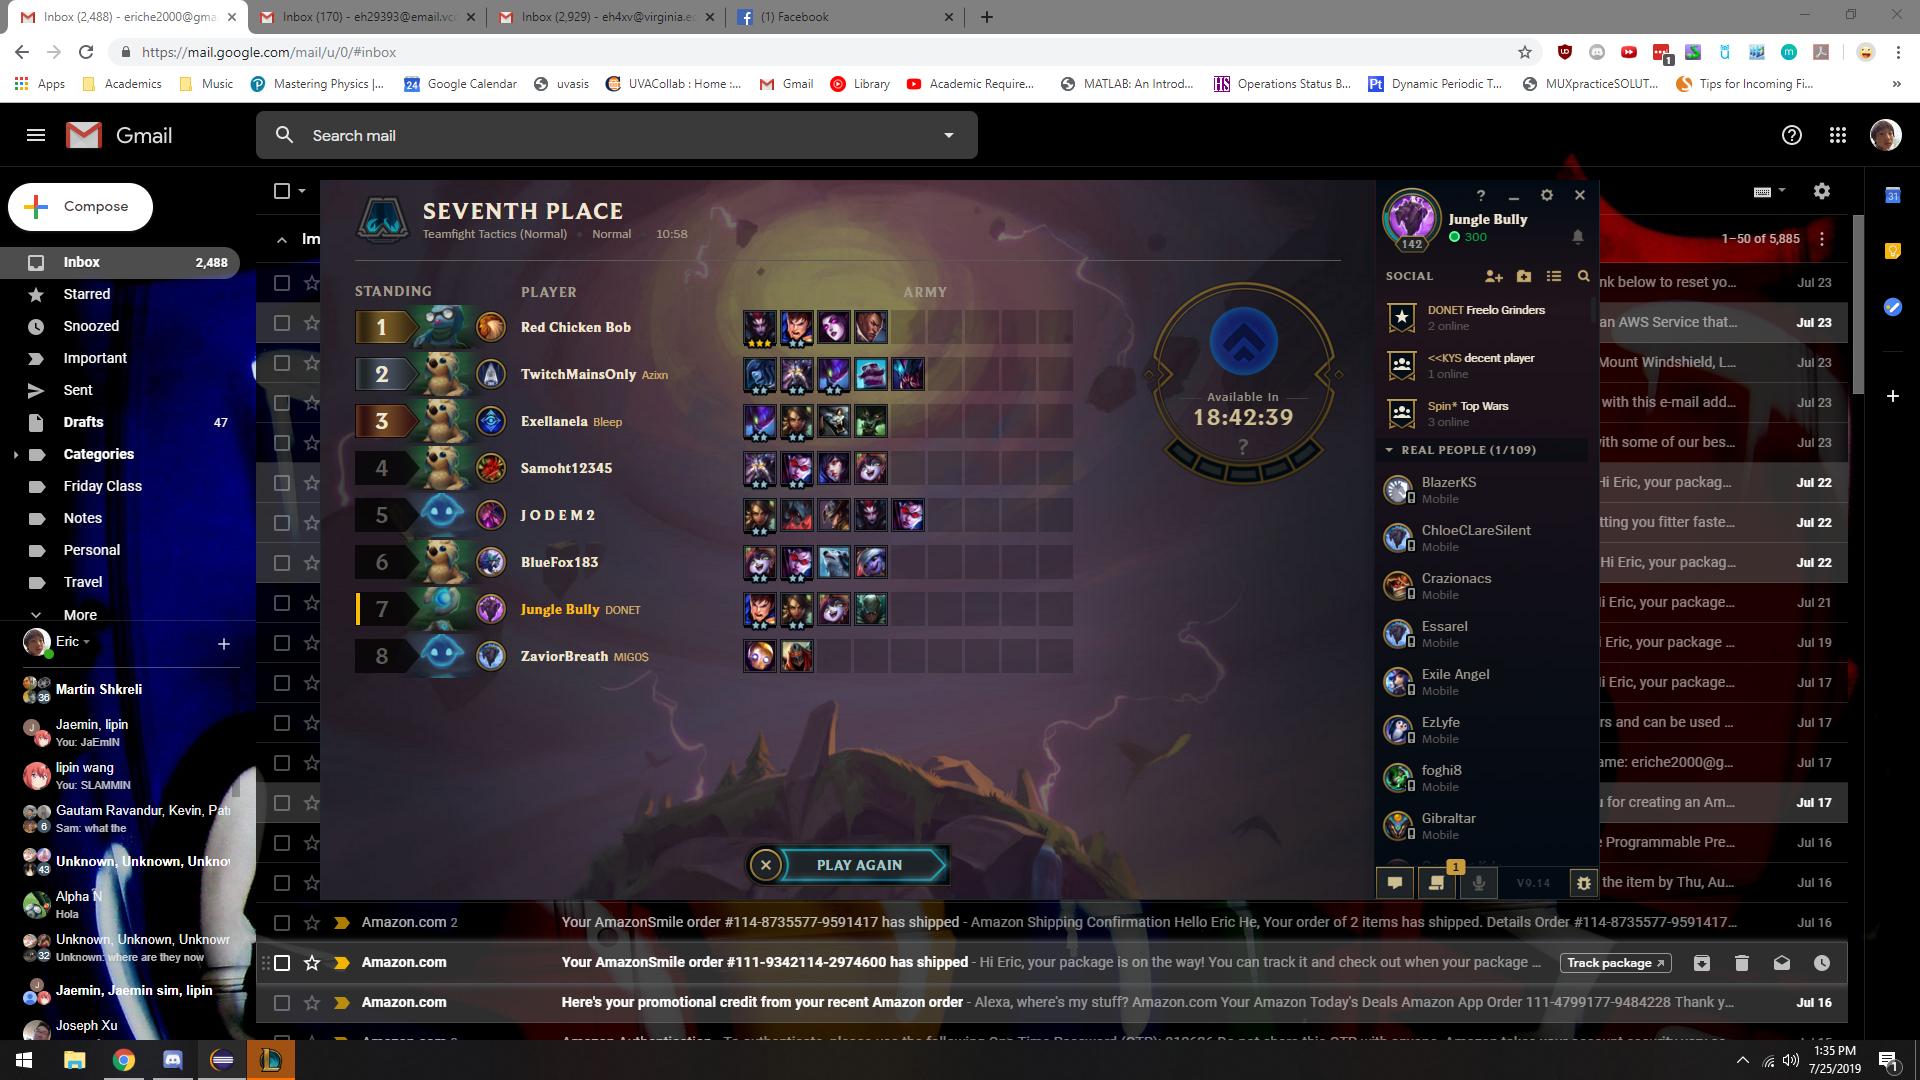 Inbox (2,488) - eriche2000@gma
Inbox (170) - eh29393@email.vc
Inbox (2,929) - eh4xv@virginia.ed
(1) Facebook
https://mail.google.com/mail/u/0/#inbox
Apps
Academics
Music
Mastering Physics |...
Google Calendar
uvasis
UVACollab : Home :...
Gmail
Library
Academic Require...
MATLAB: An Introd...
Operations Status B...
Dynamic Periodic T...
MUXpracticeSOLUT...
Tips for Incoming Fi...
Gmail
Search mail
Compose
Inbox 2,488
Starred
Snoozed
Important
Sent
Drafts 47
Categories
Friday Class
Notes
Personal
Travel
More
Eric
Martin Shkreli
36
Jaemin, lipin
You: JaEmIN
lipin wang
You: SLAMMIN
Gautam Ravandur, Kevin, Pat
6 Sam: what the
Unknown, Unknown, Unkno
43
Alpha N
Hola
Unknown, Unknown, Unknown
32 Unknown: where are they now
Jaemin, Jaemin sim, lipin
Joseph Xu
Im
SEVENTH PLACE
Teamfight Tactics (Normal) • Normal • 10:58
STANDING PLAYER ARMY
1 Red Chicken Bob
2 TwitchMainsOnly Azixn
3 Exellanela Bleep
4 Samoht12345
5 J O D E M 2
6 BlueFox183
7 Jungle Bully DONET
8 ZaviorBreath MIGO$
Available In
18:42:39
?
PLAY AGAIN
?
Jungle Bully
300
142
SOCIAL
DONET Freelo Grinders
2 online
<<KYS decent player
1 online
Spin* Top Wars
3 online
REAL PEOPLE (1/109)
BlazerKS
Mobile
ChloeCLareSilent
Mobile
Crazionacs
Mobile
Essarel
Mobile
Exile Angel
Mobile
EzLyfe
Mobile
foghi8
Mobile
Gibraltar
Mobile
1
V9.14
1–50 of 5,885
nk below to reset yo... Jul 23
an AWS Service that... Jul 23
Mount Windshield, L... Jul 23
with this e-mail add... Jul 23
vith some of our bes... Jul 23
Hi Eric, your packag... Jul 22
tting you fitter faste... Jul 22
Hi Eric, your packag... Jul 22
i Eric, your package ... Jul 21
i Eric, your package ... Jul 19
i Eric, your package ... Jul 17
rs and can be used ... Jul 17
ame: eriche2000@g... Jul 17
u for creating an Am... Jul 17
e Programmable Pre... Jul 16
the item by Thu, Au... Jul 16
Amazon.com 2 Your AmazonSmile order #114-8735577-9591417 has shipped - Amazon Shipping Confirmation Hello Eric He, Your order of 2 items has shipped. Details Order #114-8735577-9591417... Jul 16
Amazon.com Your AmazonSmile order #111-9342114-2974600 has shipped - Hi Eric, your package is on the way! You can track it and check out when your package ... Track package
Amazon.com Here's your promotional credit from your recent Amazon order - Alexa, where's my stuff? Amazon.com Your Amazon Today's Deals Amazon App Order 111-4799177-9484228 Thank y... Jul 16
1:35 PM
7/25/2019
1